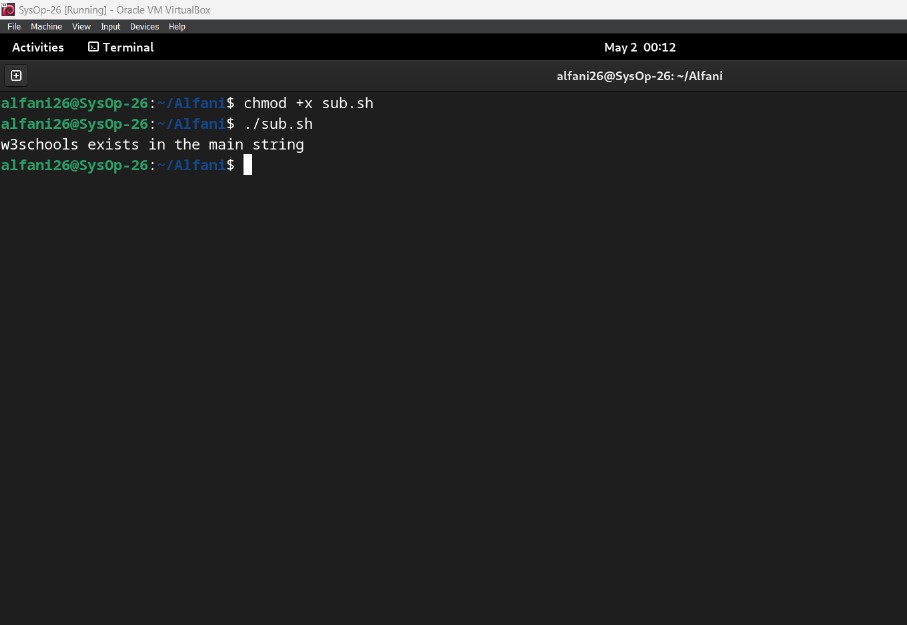 SysOp-26 [Running] - Oracle VM VirtualBox
File Machine View Input Devices Help
Activities Terminal May 2 00:12
alfani26@SysOp-26: ~/Alfani
alfani26@SysOp-26:~/Alfani$ chmod +x sub.sh
alfani26@SysOp-26:~/Alfani$ ./sub.sh
w3schools exists in the main string
alfani26@SysOp-26:~/Alfani$